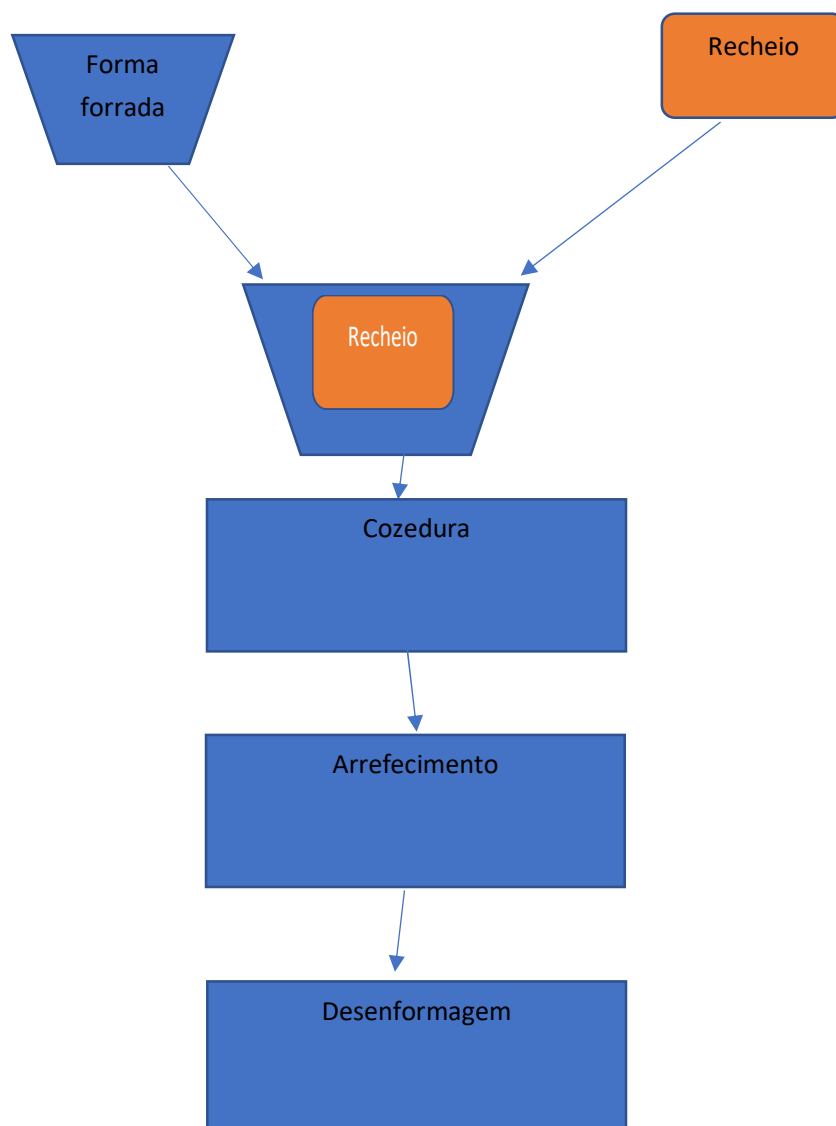 Forma
forrada
Recheio
Recheio
Cozedura
Arrefecimento
Desenformagem